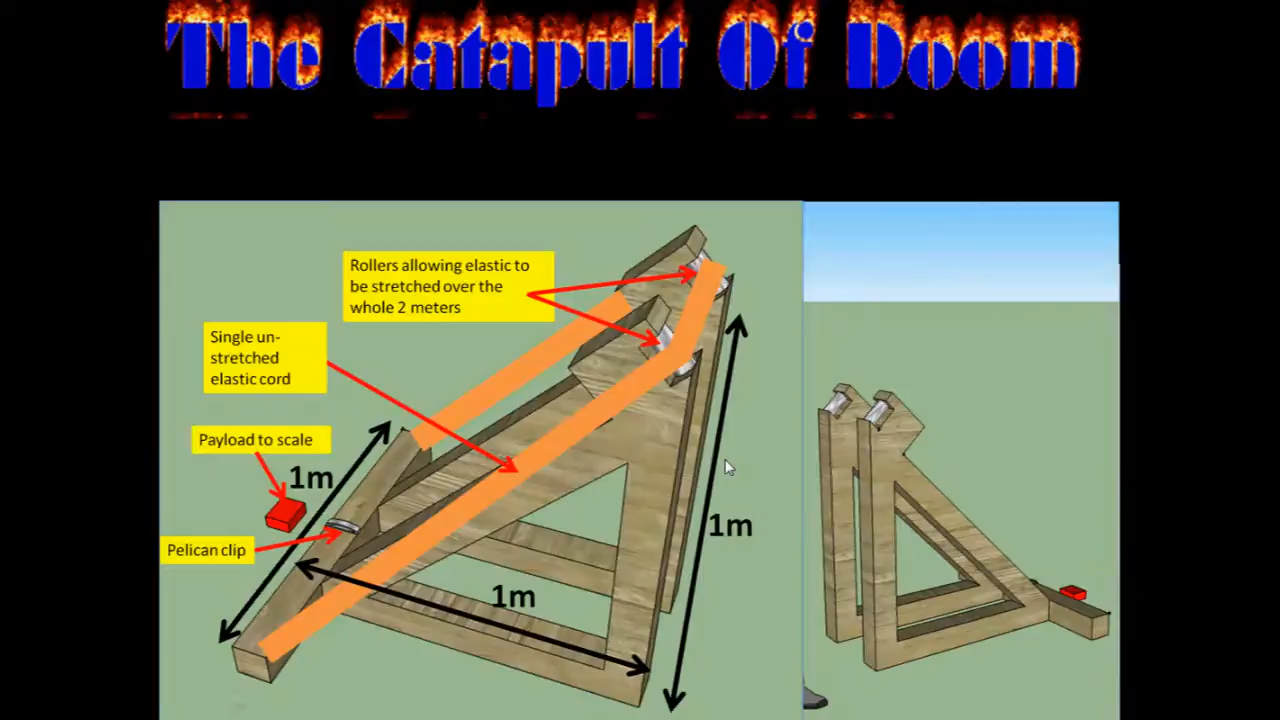 The Catapult Of Doom
Rollers allowing elastic to
be stretched over the
whole 2 meters
Single un-
stretched
elastic cord
Payload to scale
1m
Pelican clip
1m
1m